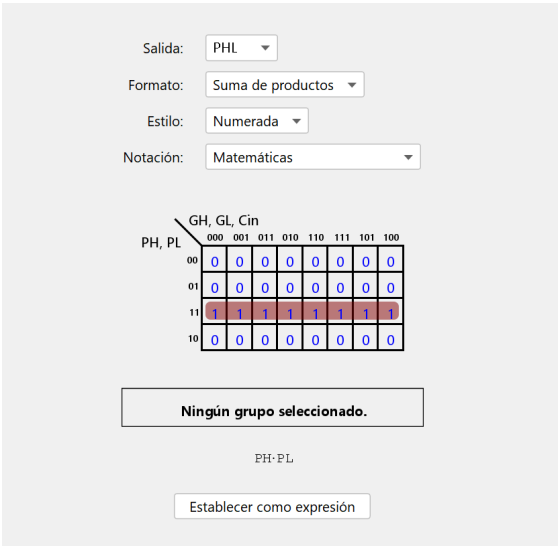 Salida: PHL
Formato: Suma de productos
Estilo: Numerada
Notación: Matemáticas
GH, GL, Cin
PH, PL 000 001 011 010 110 111 101 100
00 0 0 0 0 0 0 0 0
01 0 0 0 0 0 0 0 0
11 1 1 1 1 1 1 1 1
10 0 0 0 0 0 0 0 0
Ningún grupo seleccionado.
PH·PL
Establecer como expresión